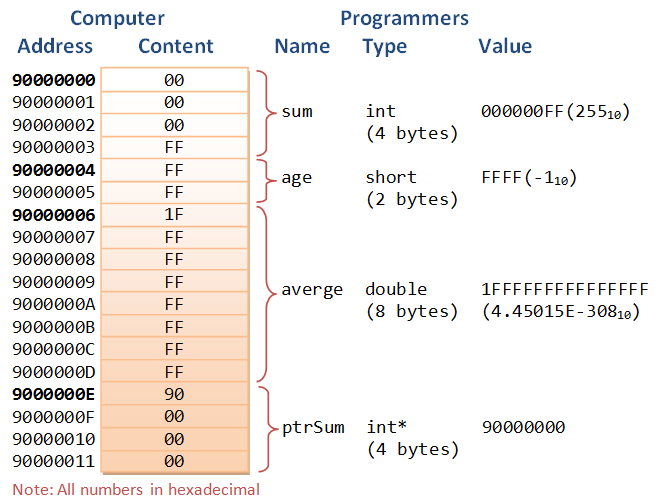 Computer Programmers
Address Content Name Type Value
90000000 00
90000001 00
90000002 00
90000003 FF
sum int 000000FF(255₁₀)
(4 bytes)
90000004 FF
90000005 FF
age short FFFF(-1₁₀)
(2 bytes)
90000006 1F
90000007 FF
90000008 FF
90000009 FF
9000000A FF
9000000B FF
9000000C FF
9000000D FF
averge double 1FFFFFFFFFFFFFFF
(8 bytes) (4.45015E-308₁₀)
9000000E 90
9000000F 00
90000010 00
90000011 00
ptrSum int* 90000000
(4 bytes)
Note: All numbers in hexadecimal